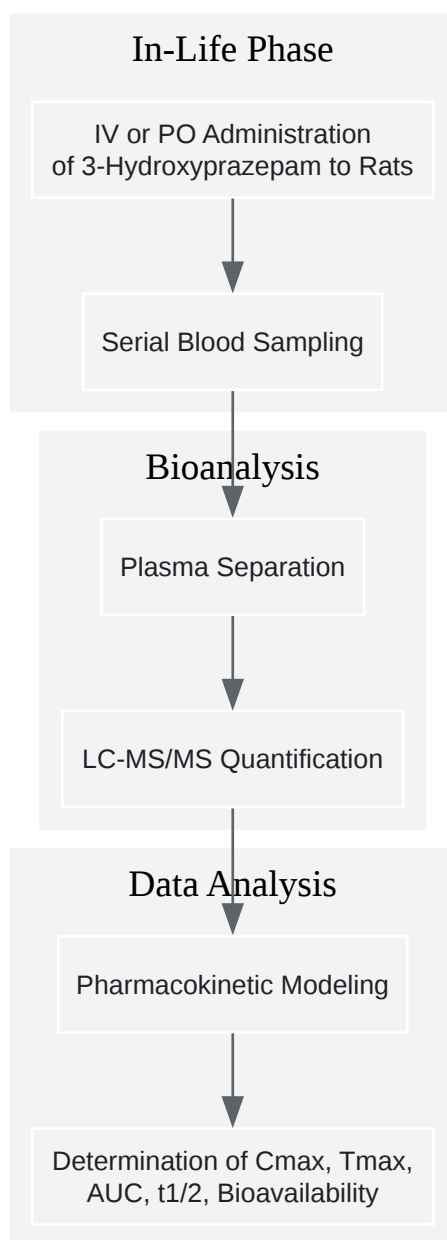 In-Life Phase
IV or PO Administration
of 3-Hydroxyprazepam to Rats
Serial Blood Sampling
Bioanalysis
Plasma Separation
LC-MS/MS Quantification
Data Analysis
Pharmacokinetic Modeling
Determination of Cmax, Tmax,
AUC, t1/2, Bioavailability